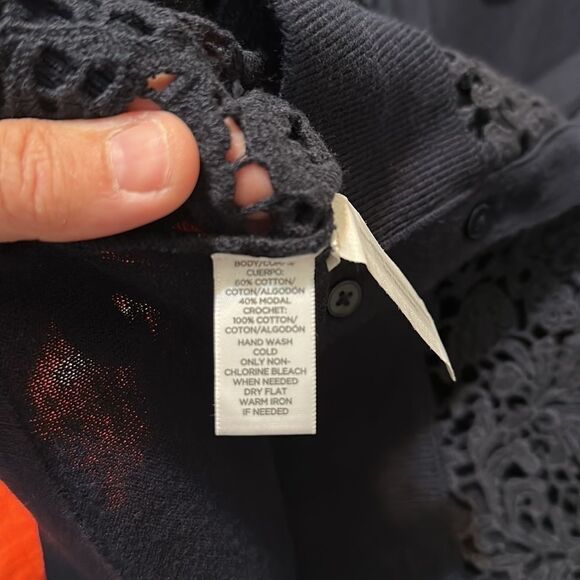 BODY/CORPS/
CUERPO:
60% COTTON/
COTON/ALGODÓN
40% MODAL
CROCHET:
100% COTTON/
COTON/ALGODÓN
HAND WASH
COLD
ONLY NON-
CHLORINE BLEACH
WHEN NEEDED
DRY FLAT
WARM IRON
IF NEEDED